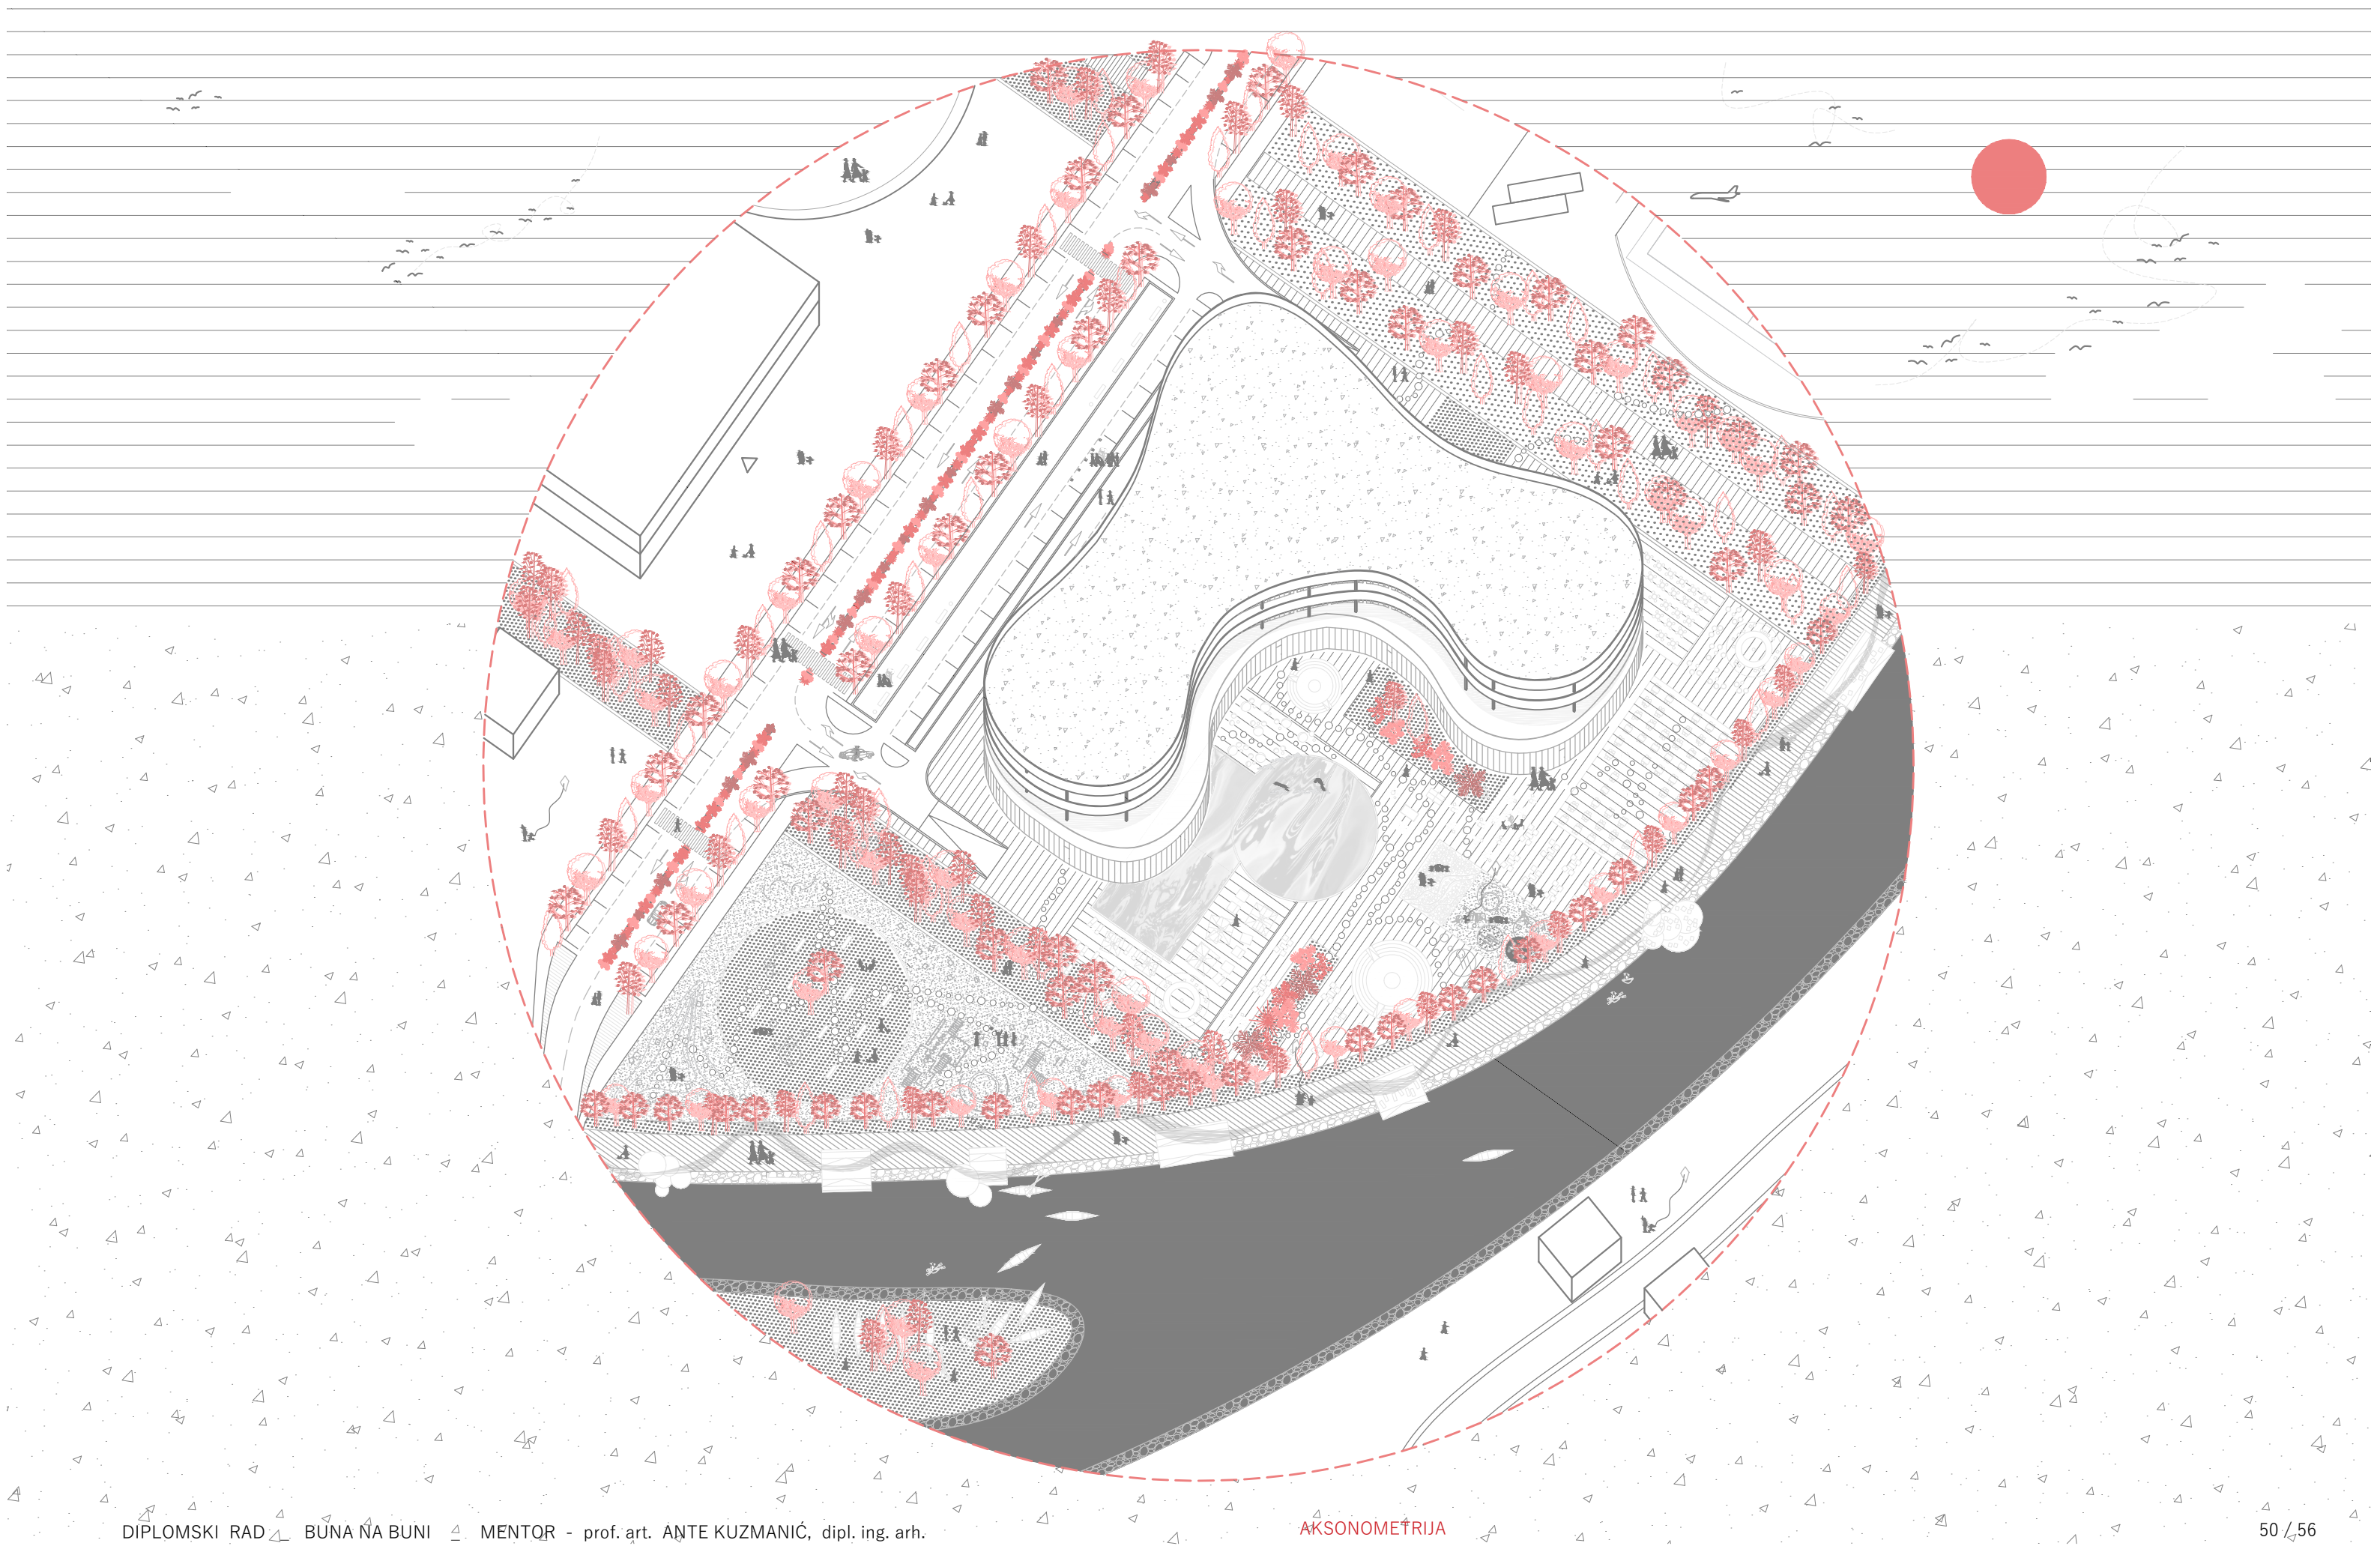 DIPLOMSKI RAD _ BUNA NA BUNI _ MENTOR - prof. art. ANTE KUZMANIĆ, dipl. ing. arh.
AKSONOMETRIJA
50 / 56